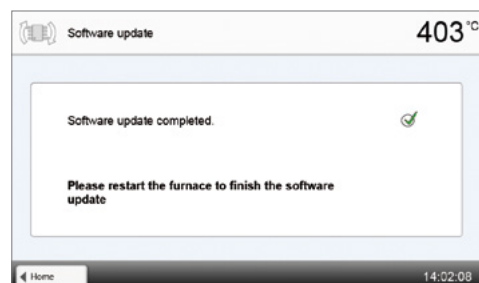 Software update
403°C
Software update completed.
Please restart the furnace to finish the software
update
Home
14:02:08